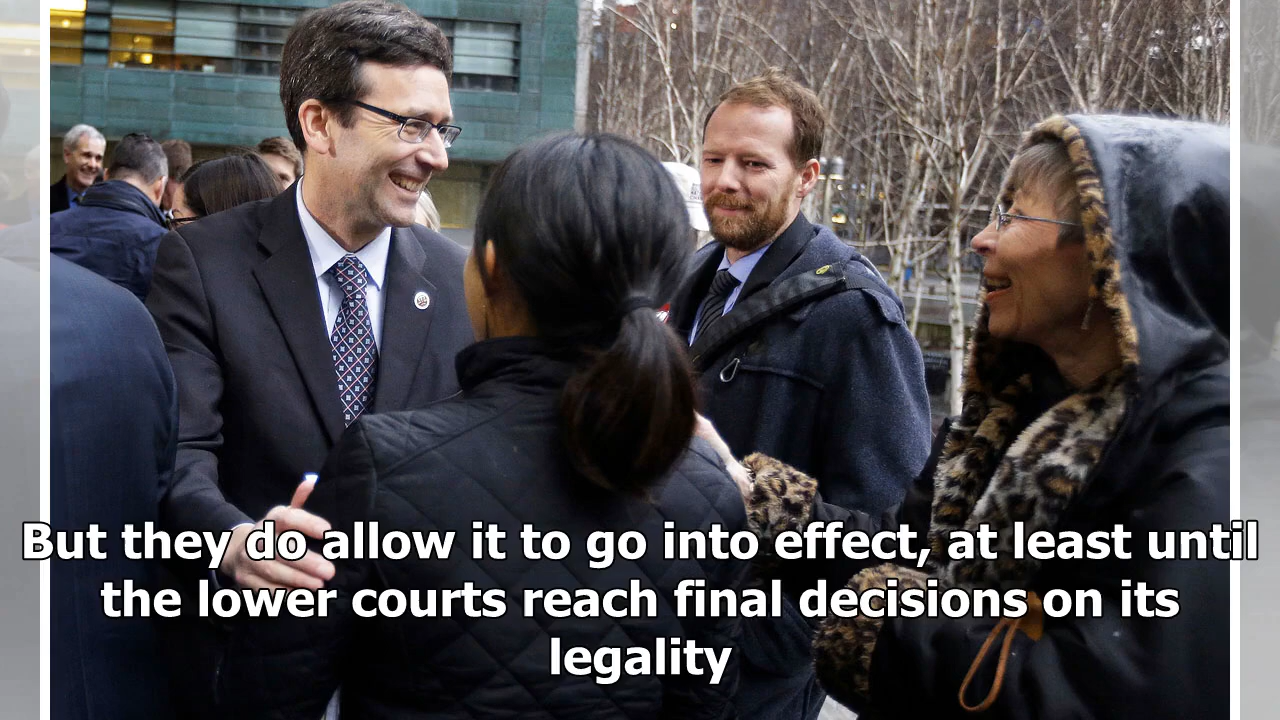 But they do allow it to go into effect, at least until
the lower courts reach final decisions on its
legality